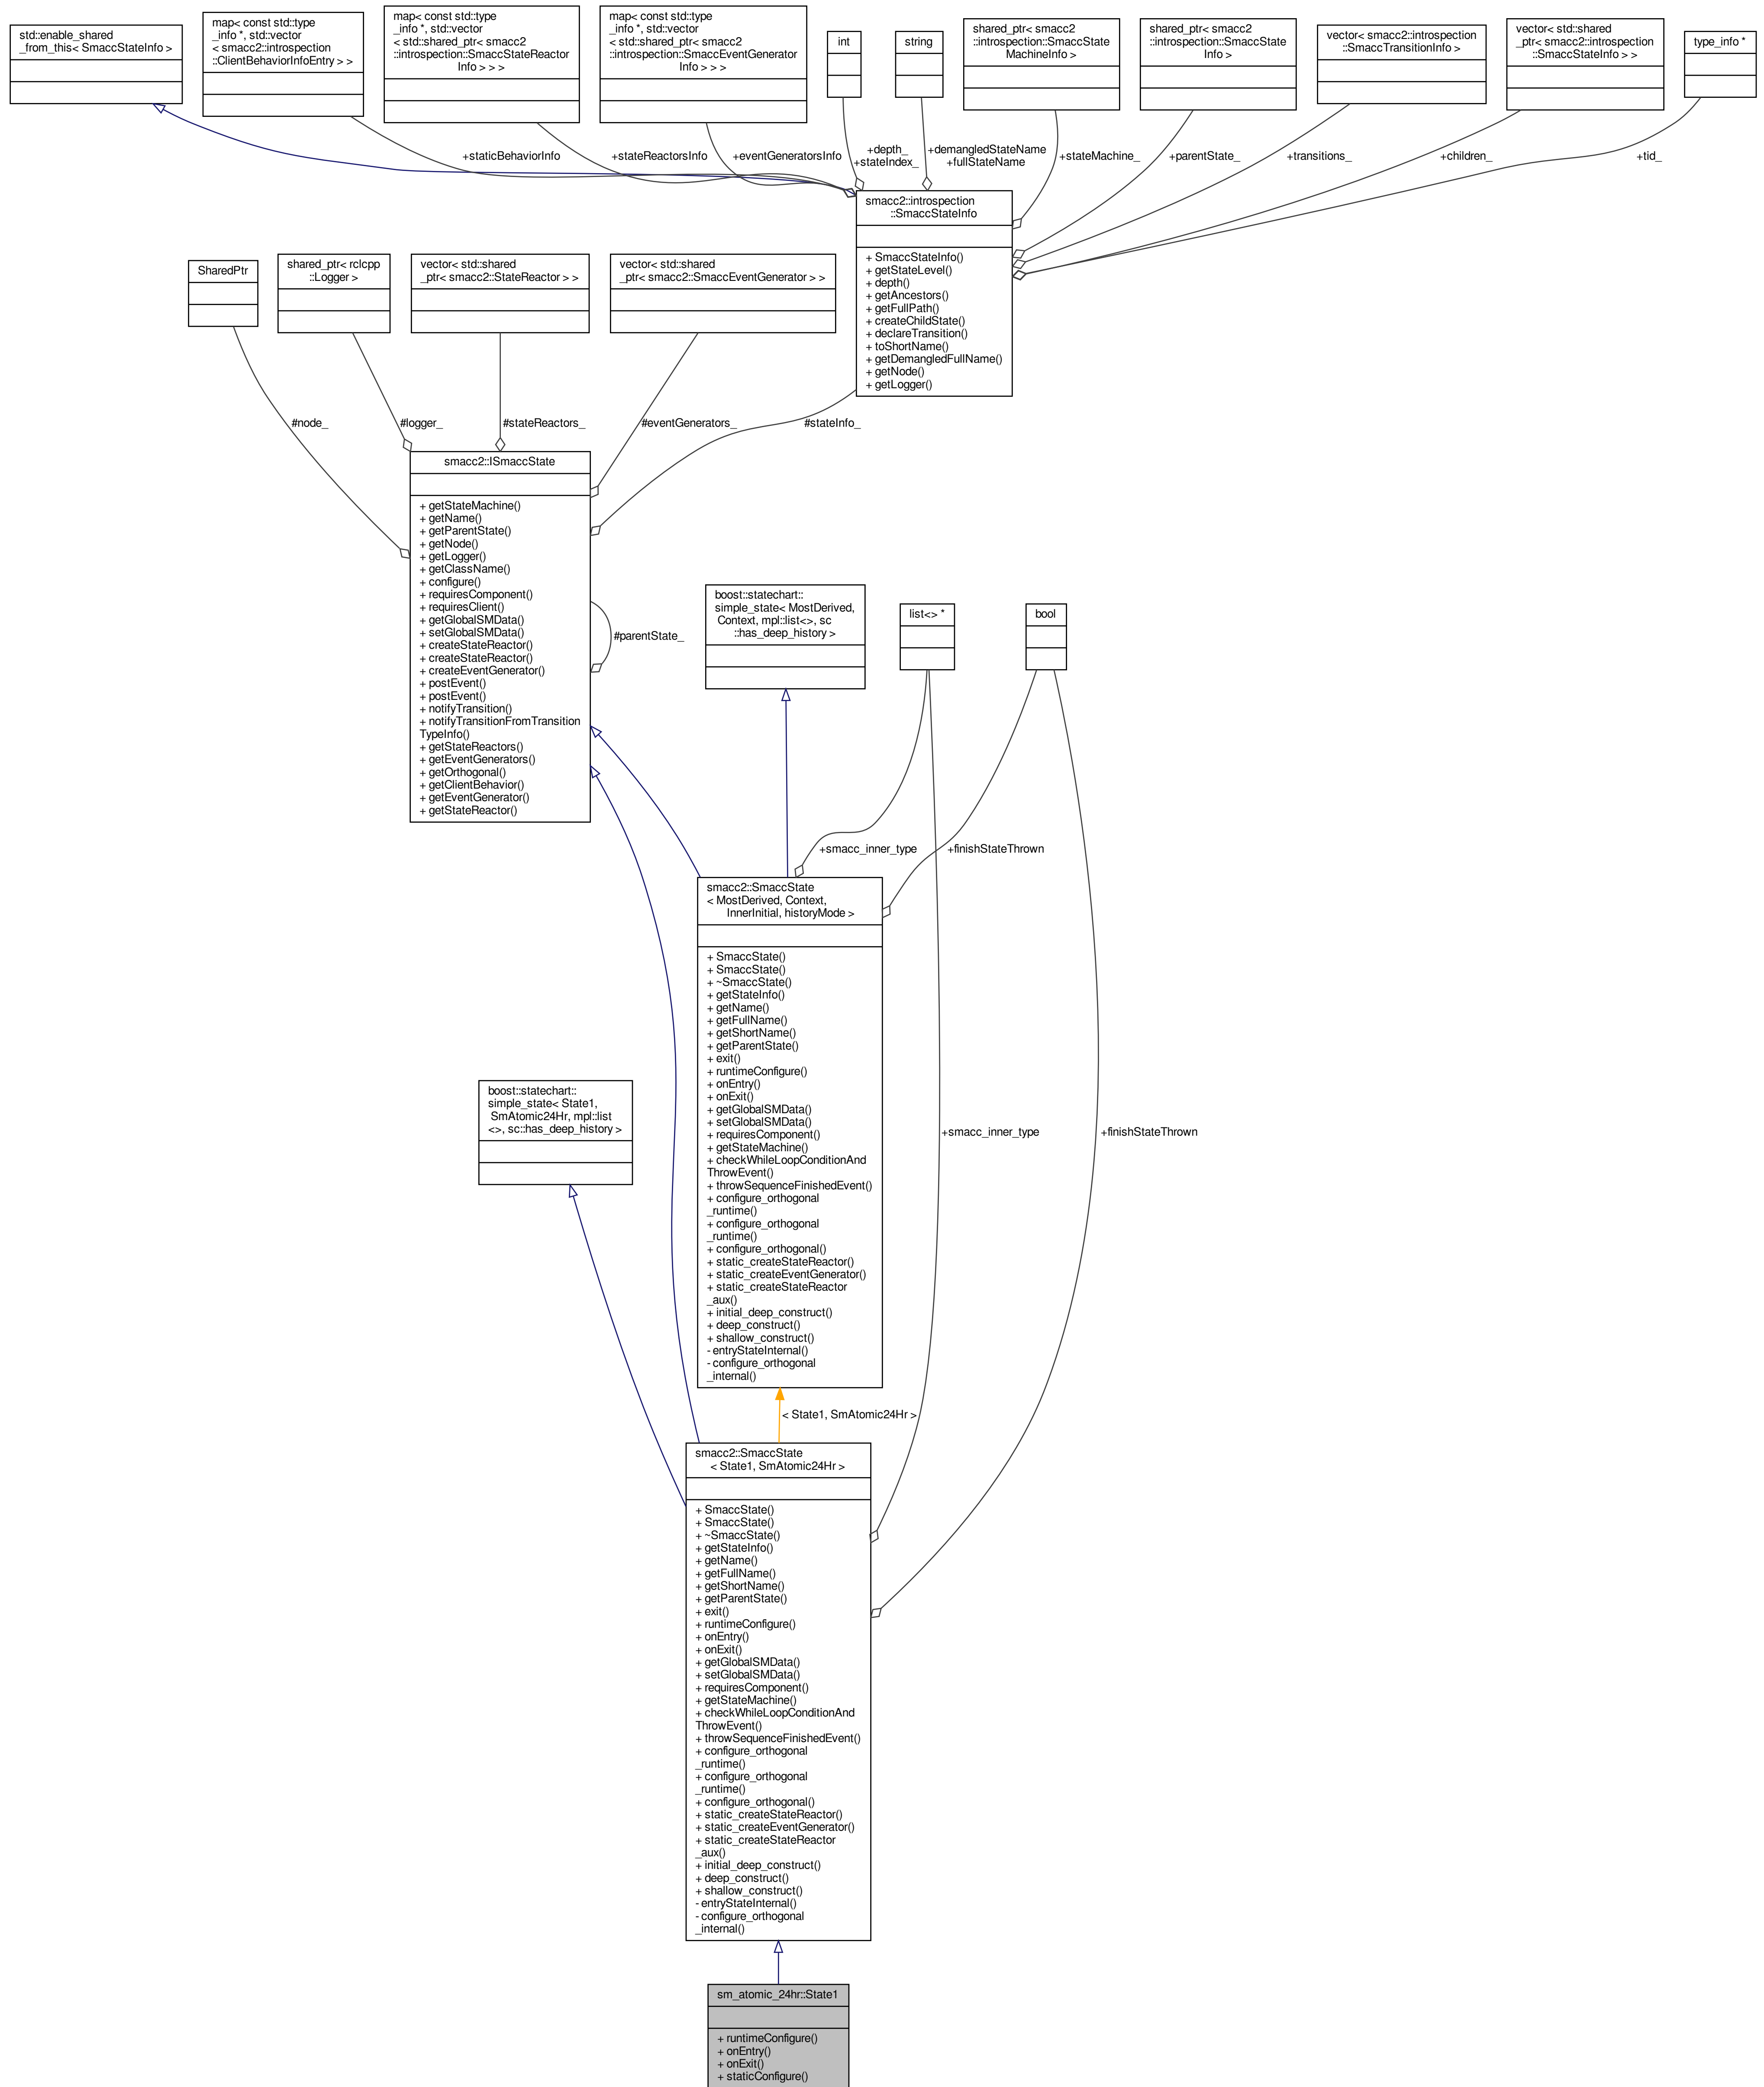 std::enable_shared
_from_this< SmaccStateInfo >
map< const std::type
_info *, std::vector
< smacc2::introspection
::ClientBehaviorInfoEntry > >
map< const std::type
_info *, std::vector
< std::shared_ptr< smacc2
::introspection::SmaccStateReactor
Info > > >
map< const std::type
_info *, std::vector
< std::shared_ptr< smacc2
::introspection::SmaccEventGenerator
Info > > >
int
string
shared_ptr< smacc2
::introspection::SmaccState
MachineInfo >
shared_ptr< smacc2
::introspection::SmaccState
Info >
vector< smacc2::introspection
::SmaccTransitionInfo >
vector< std::shared
_ptr< smacc2::introspection
::SmaccStateInfo > >
type_info *
+staticBehaviorInfo
+stateReactorsInfo
+eventGeneratorsInfo
+depth_
+stateIndex_
+demangledStateName
+fullStateName
+stateMachine_
+parentState_
+transitions_
+children_
+tid_
smacc2::introspection
::SmaccStateInfo
+ SmaccStateInfo()
+ getStateLevel()
+ depth()
+ getAncestors()
+ getFullPath()
+ createChildState()
+ declareTransition()
+ toShortName()
+ getDemangledFullName()
+ getNode()
+ getLogger()
SharedPtr
shared_ptr< rclcpp
::Logger >
vector< std::shared
_ptr< smacc2::StateReactor > >
vector< std::shared
_ptr< smacc2::SmaccEventGenerator > >
#node_
#logger_
#stateReactors_
#eventGenerators_
#stateInfo_
smacc2::ISmaccState
+ getStateMachine()
+ getName()
+ getParentState()
+ getNode()
+ getLogger()
+ getClassName()
+ configure()
+ requiresComponent()
+ requiresClient()
+ getGlobalSMData()
+ setGlobalSMData()
+ createStateReactor()
+ createStateReactor()
+ createEventGenerator()
+ postEvent()
+ postEvent()
+ notifyTransition()
+ notifyTransitionFromTransition
TypeInfo()
+ getStateReactors()
+ getEventGenerators()
+ getOrthogonal()
+ getClientBehavior()
+ getEventGenerator()
+ getStateReactor()
#parentState_
boost::statechart::
simple_state< MostDerived,
Context, mpl::list<>, sc
::has_deep_history >
list<> *
bool
+smacc_inner_type
+finishStateThrown
smacc2::SmaccState
< MostDerived, Context,
InnerInitial, historyMode >
+ SmaccState()
+ SmaccState()
+ ~SmaccState()
+ getStateInfo()
+ getName()
+ getFullName()
+ getShortName()
+ getParentState()
+ exit()
+ runtimeConfigure()
+ onEntry()
+ onExit()
+ getGlobalSMData()
+ setGlobalSMData()
+ requiresComponent()
+ getStateMachine()
+ checkWhileLoopConditionAnd
ThrowEvent()
+ throwSequenceFinishedEvent()
+ configure_orthogonal
_runtime()
+ configure_orthogonal
_runtime()
+ configure_orthogonal()
+ static_createStateReactor()
+ static_createEventGenerator()
+ static_createStateReactor
_aux()
+ initial_deep_construct()
+ deep_construct()
+ shallow_construct()
- entryStateInternal()
- configure_orthogonal
_internal()
boost::statechart::
simple_state< State1,
SmAtomic24Hr, mpl::list
<>, sc::has_deep_history >
+smacc_inner_type
+finishStateThrown
< State1, SmAtomic24Hr >
smacc2::SmaccState
< State1, SmAtomic24Hr >
+ SmaccState()
+ SmaccState()
+ ~SmaccState()
+ getStateInfo()
+ getName()
+ getFullName()
+ getShortName()
+ getParentState()
+ exit()
+ runtimeConfigure()
+ onEntry()
+ onExit()
+ getGlobalSMData()
+ setGlobalSMData()
+ requiresComponent()
+ getStateMachine()
+ checkWhileLoopConditionAnd
ThrowEvent()
+ throwSequenceFinishedEvent()
+ configure_orthogonal
_runtime()
+ configure_orthogonal
_runtime()
+ configure_orthogonal()
+ static_createStateReactor()
+ static_createEventGenerator()
+ static_createStateReactor
_aux()
+ initial_deep_construct()
+ deep_construct()
+ shallow_construct()
- entryStateInternal()
- configure_orthogonal
_internal()
sm_atomic_24hr::State1
+ runtimeConfigure()
+ onEntry()
+ onExit()
+ staticConfigure()